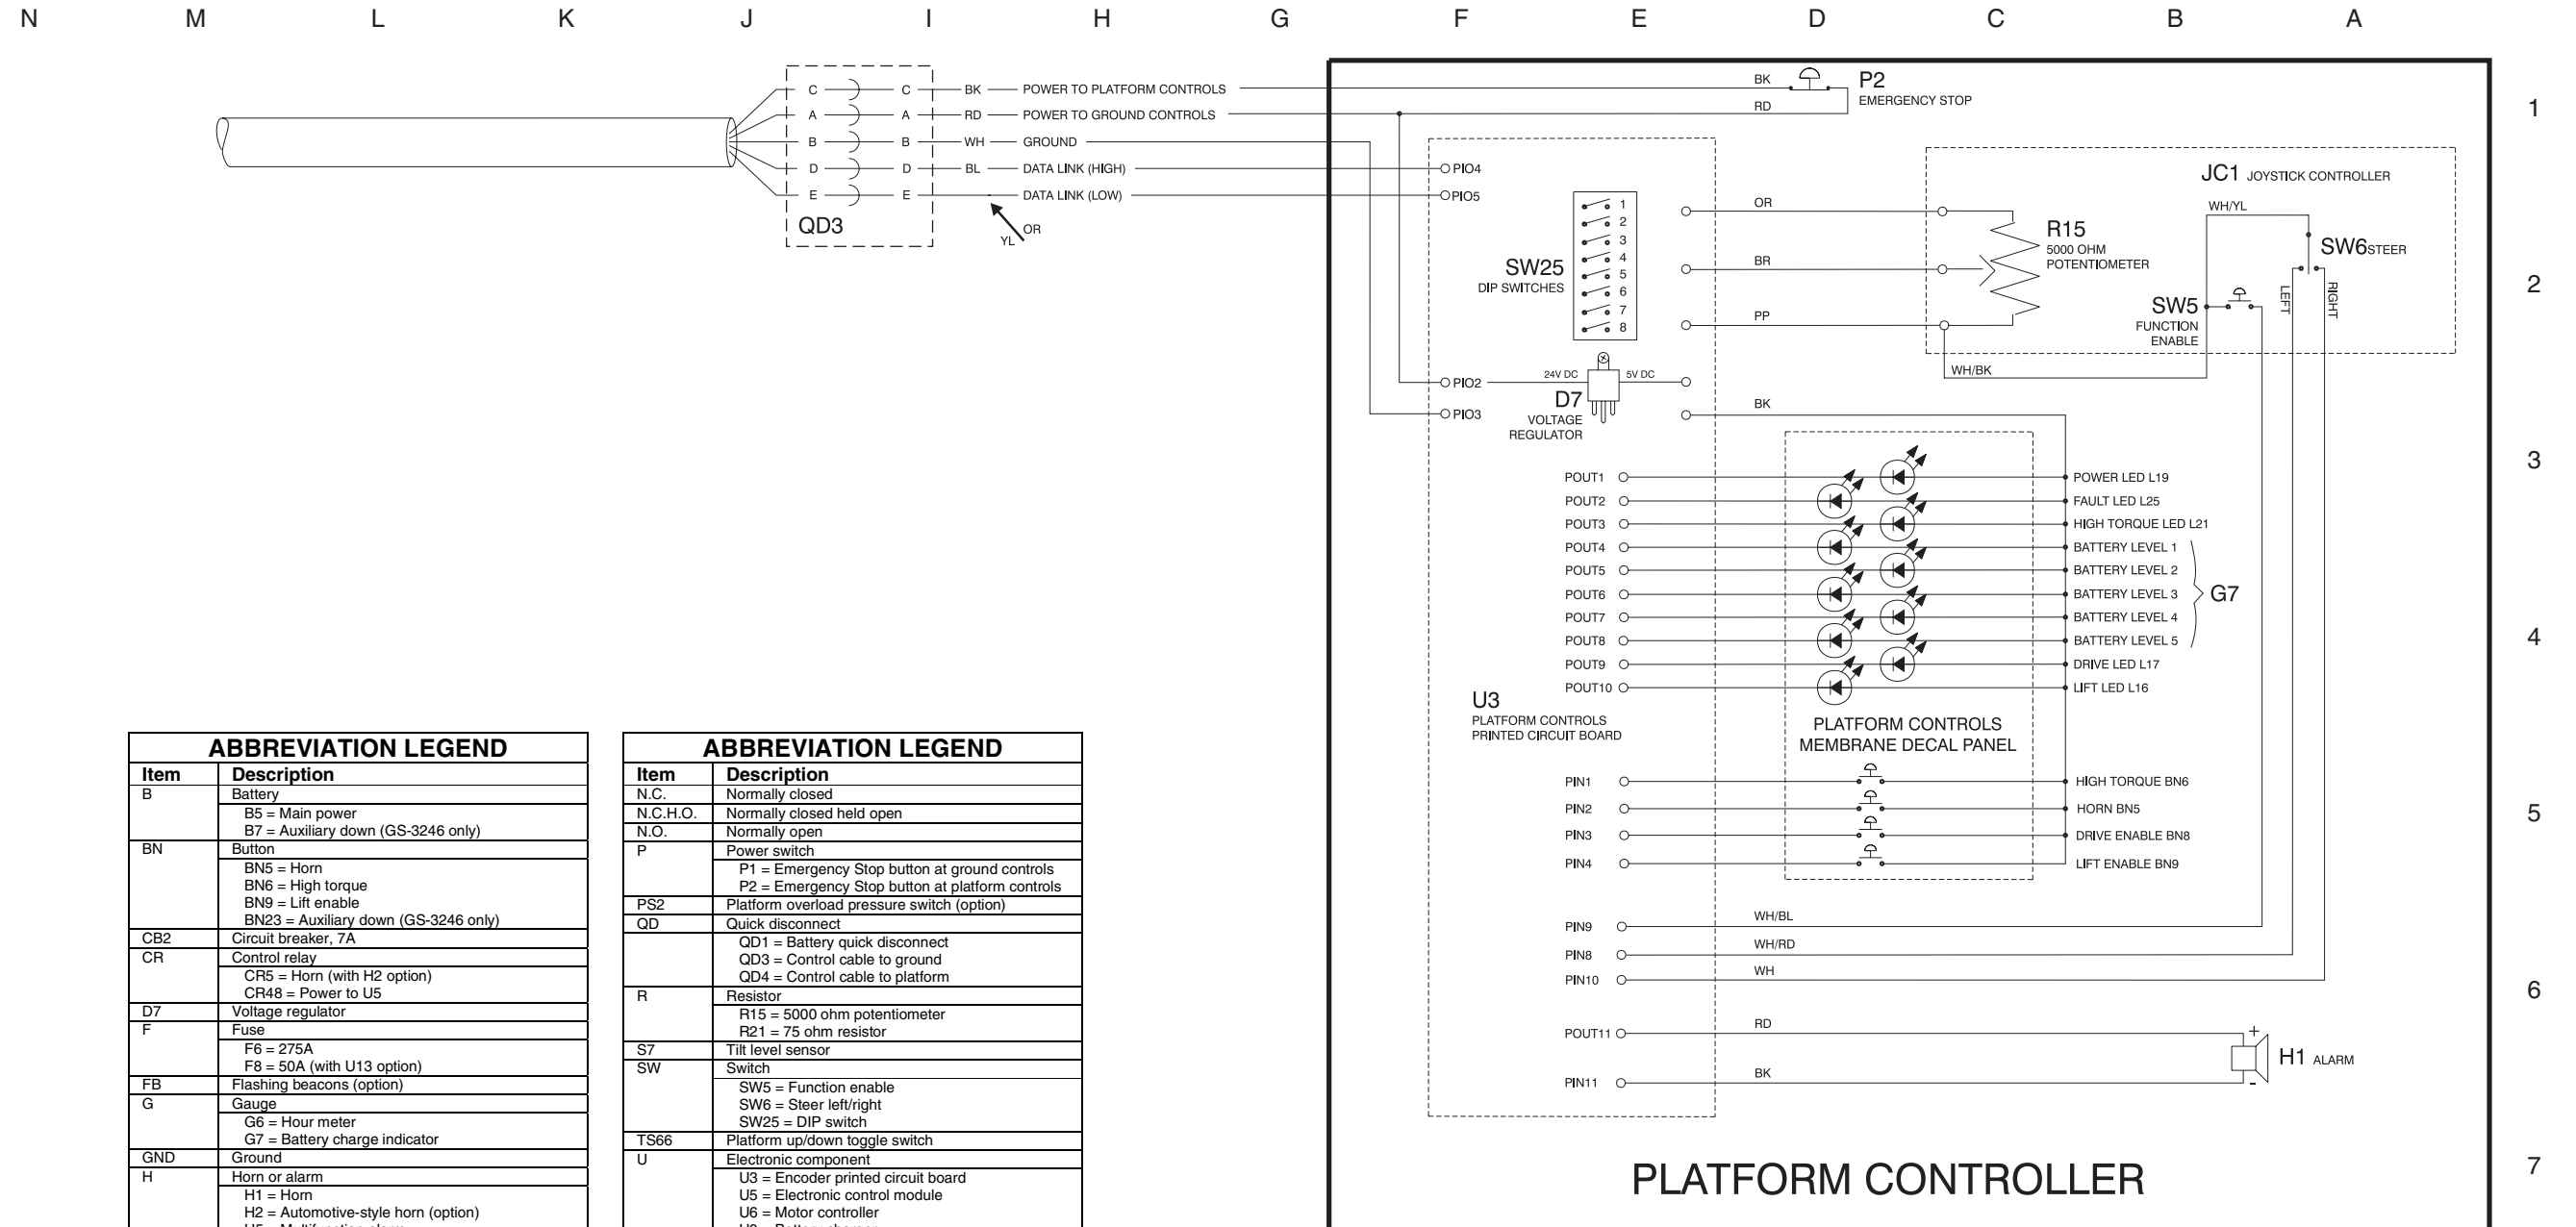 N M L K J I H G F E D C B A
1
2
3
4
5
6
7
C C BK POWER TO PLATFORM CONTROLS
A A RD POWER TO GROUND CONTROLS
B B WH GROUND
D D BL DATA LINK (HIGH)
E E DATA LINK (LOW)
QD3
YL OR
BK
P2
EMERGENCY STOP
RD
PIO4
PIO5
SW25
DIP SWITCHES
1
2
3
4
5
6
7
8
OR
BR
PP
JC1 JOYSTICK CONTROLLER
R15
5000 OHM
POTENTIOMETER
WH/YL
SW6 STEER
LEFT
RIGHT
SW5
FUNCTION
ENABLE
WH/BK
PIO2
24V DC
5V DC
D7
VOLTAGE
REGULATOR
PIO3
BK
POUT1 POWER LED L19
POUT2 FAULT LED L25
POUT3 HIGH TORQUE LED L21
POUT4 BATTERY LEVEL 1
POUT5 BATTERY LEVEL 2
POUT6 BATTERY LEVEL 3
POUT7 BATTERY LEVEL 4
POUT8 BATTERY LEVEL 5
G7
POUT9 DRIVE LED L17
POUT10 LIFT LED L16
U3
PLATFORM CONTROLS
PRINTED CIRCUIT BOARD
PLATFORM CONTROLS
MEMBRANE DECAL PANEL
PIN1 HIGH TORQUE BN6
PIN2 HORN BN5
PIN3 DRIVE ENABLE BN8
PIN4 LIFT ENABLE BN9
PIN9 WH/BL
PIN8 WH/RD
PIN10 WH
POUT11 RD
+
H1 ALARM
PIN11 BK
-
PLATFORM CONTROLLER
ABBREVIATION LEGEND
Item Description
B Battery
B5 = Main power
B7 = Auxiliary down (GS-3246 only)
BN Button
BN5 = Horn
BN6 = High torque
BN9 = Lift enable
BN23 = Auxiliary down (GS-3246 only)
CB2 Circuit breaker, 7A
CR Control relay
CR5 = Horn (with H2 option)
CR48 = Power to U5
D7 Voltage regulator
F Fuse
F6 = 275A
F8 = 50A (with U13 option)
FB Flashing beacons (option)
G Gauge
G6 = Hour meter
G7 = Battery charge indicator
GND Ground
H Horn or alarm
H1 = Horn
H2 = Automotive-style horn (option)
ABBREVIATION LEGEND
Item Description
N.C. Normally closed
N.C.H.O. Normally closed held open
N.O. Normally open
P Power switch
P1 = Emergency Stop button at ground controls
P2 = Emergency Stop button at platform controls
PS2 Platform overload pressure switch (option)
QD Quick disconnect
QD1 = Battery quick disconnect
QD3 = Control cable to ground
QD4 = Control cable to platform
R Resistor
R15 = 5000 ohm potentiometer
R21 = 75 ohm resistor
S7 Tilt level sensor
SW Switch
SW5 = Function enable
SW6 = Steer left/right
SW25 = DIP switch
TS66 Platform up/down toggle switch
U Electronic component
U3 = Encoder printed circuit board
U5 = Electronic control module
U6 = Motor controller